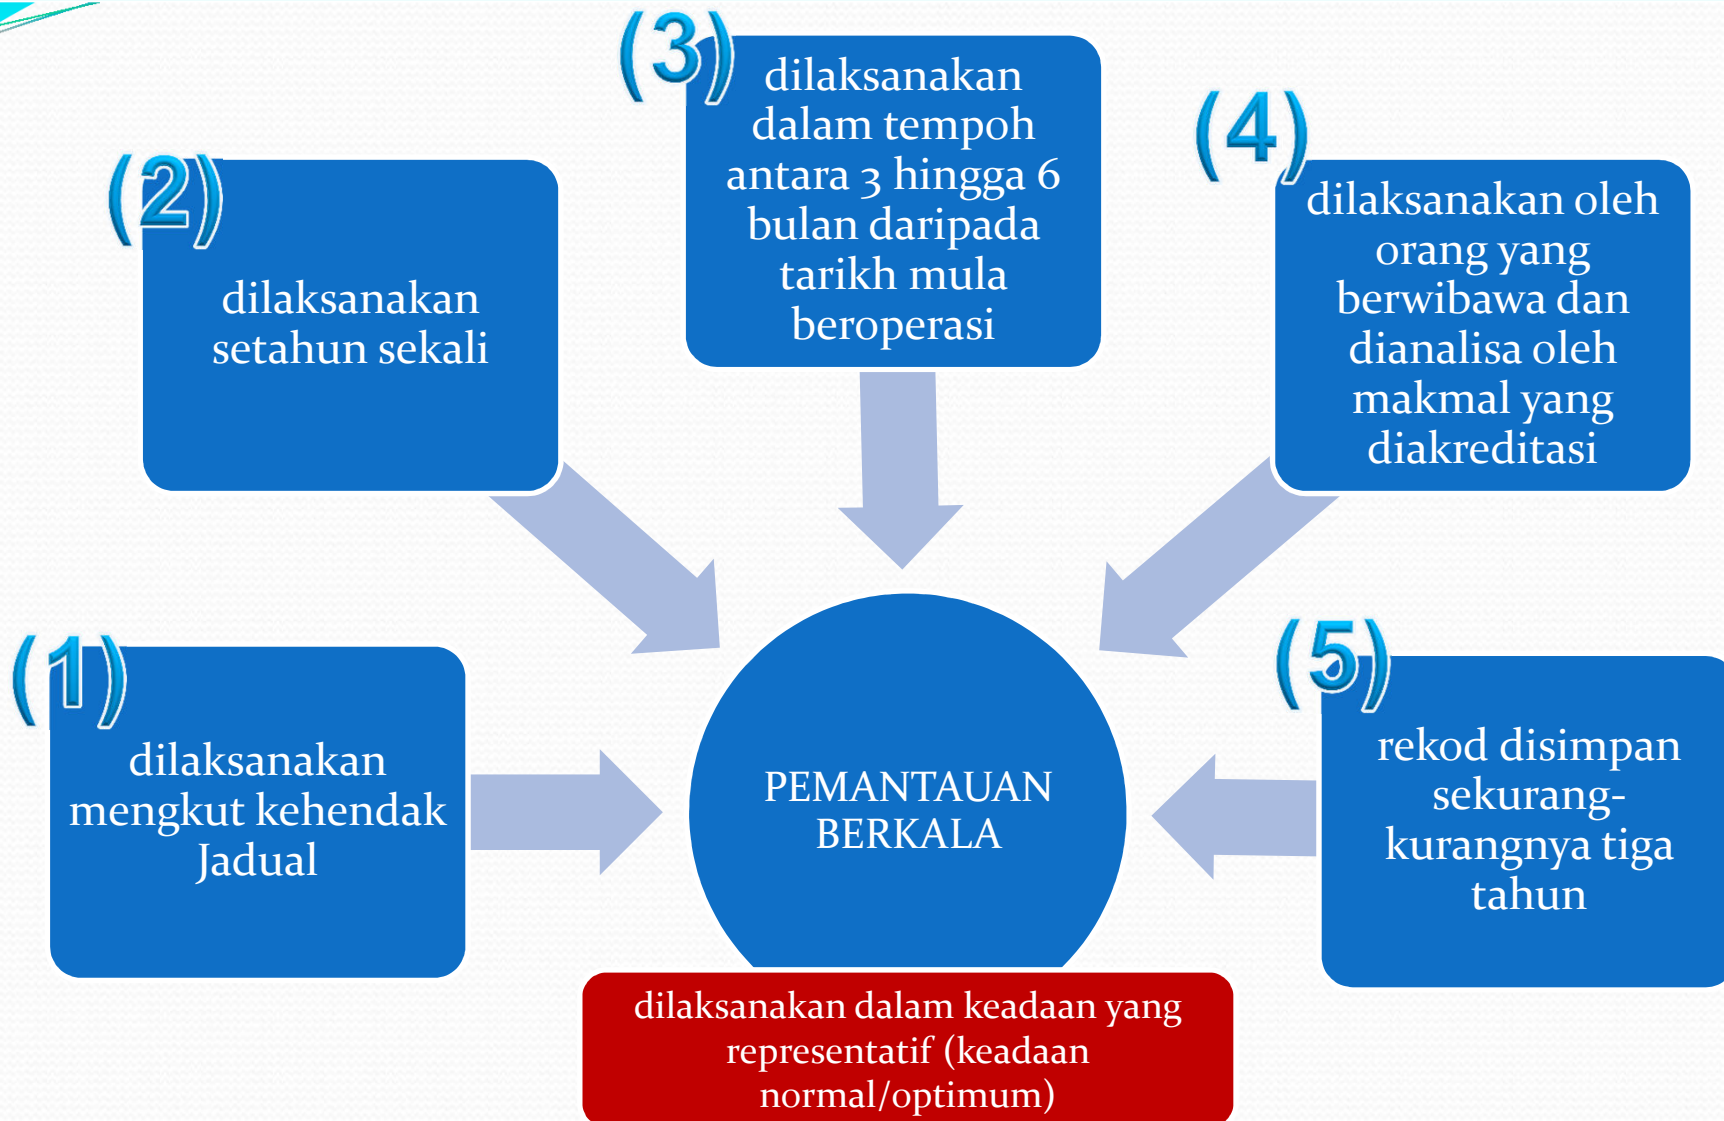 (1)
dilaksanakan
mengkut kehendak
Jadual
(2)
dilaksanakan
setahun sekali
(3)
dilaksanakan
dalam tempoh
antara 3 hingga 6
bulan daripada
tarikh mula
beroperasi
(4)
dilaksanakan oleh
orang yang
berwibawa dan
dianalisa oleh
makmal yang
diakreditasi
(5)
rekod disimpan
sekurang-
kurangnya tiga
tahun
PEMANTAUAN
BERKALA
dilaksanakan dalam keadaan yang
representatif (keadaan
normal/optimum)